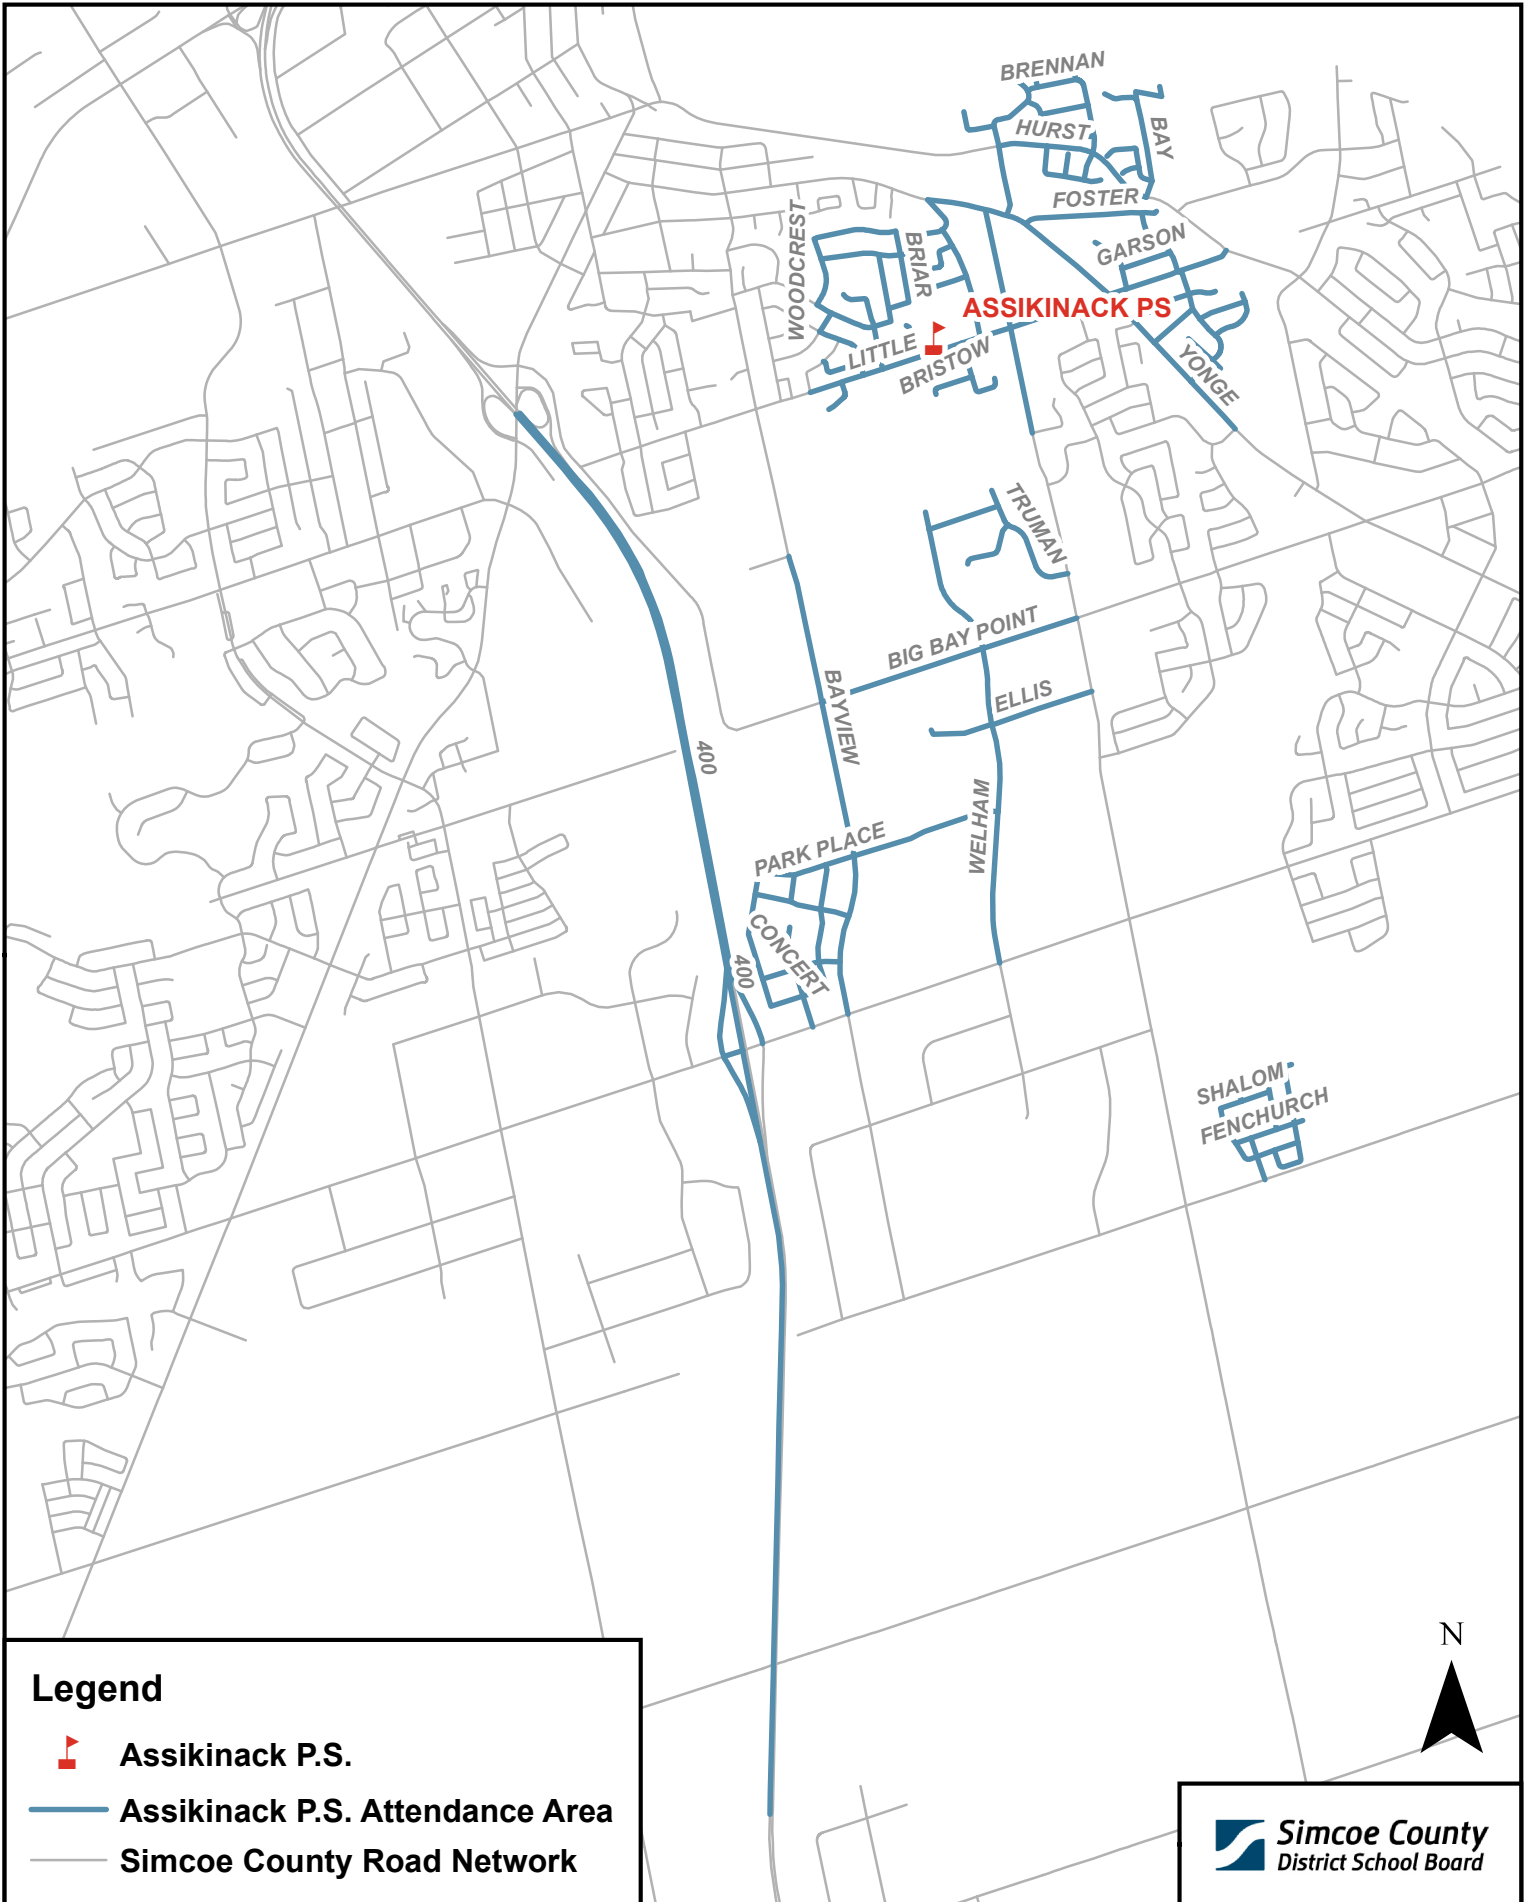 BRENNAN
HURST
BAY
FOSTER
WOODCREST
BRIAR
GARSON
ASSIKINACK PS
LITTLE
BRISTOW
YONGE
TRUMAN
BIG BAY POINT
BAYVIEW
ELLIS
400
WELHAM
PARK PLACE
CONCERT
400
SHALOM
FENCHURCH
N
Legend
Assikinack P.S.
Assikinack P.S. Attendance Area
Simcoe County Road Network
Simcoe County
District School Board